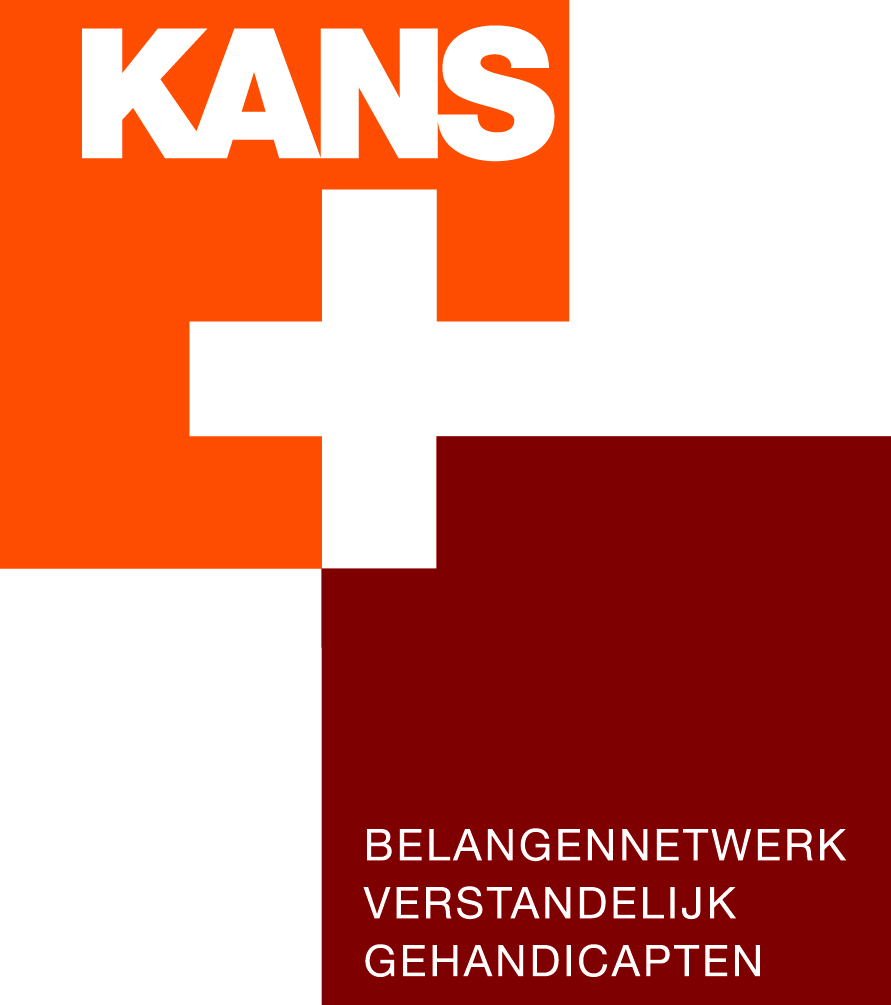 KANS
+
BELANGENNETWERK
VERSTANDELIJK
GEHANDICAPTEN